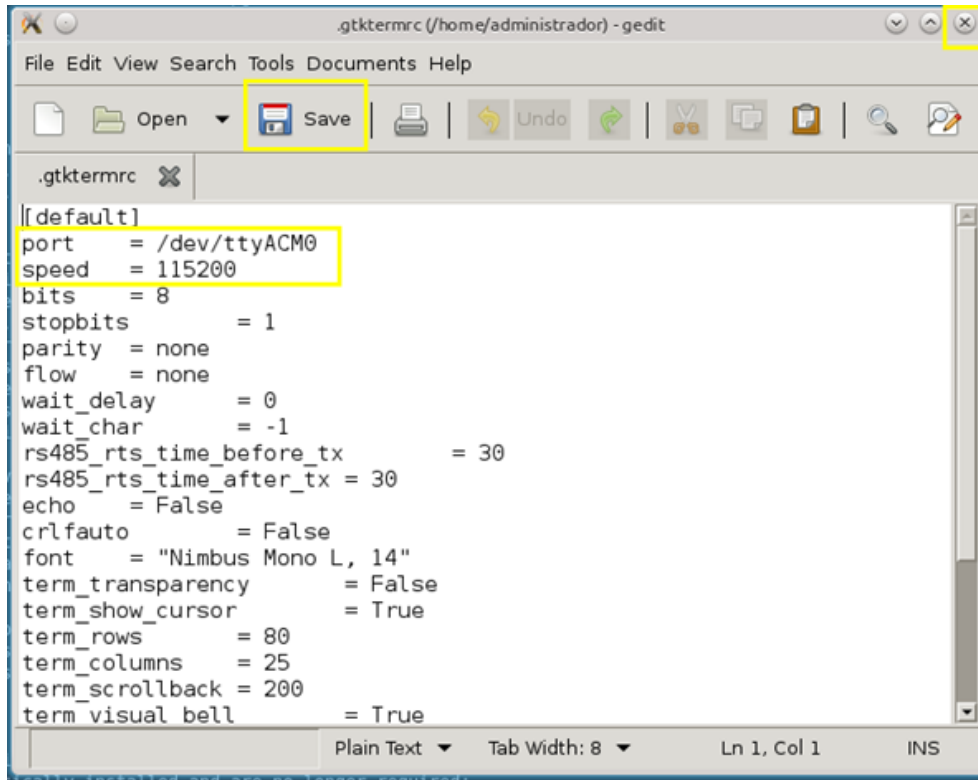 .gtktermrc (/home/administrador) - gedit
File Edit View Search Tools Documents Help
Open Save Undo
.gtktermrc
[default]
port = /dev/ttyACM0
speed = 115200
bits = 8
stopbits = 1
parity = none
flow = none
wait_delay = 0
wait_char = -1
rs485_rts_time_before_tx = 30
rs485_rts_time_after_tx = 30
echo = False
crlfauto = False
font = "Nimbus Mono L, 14"
term_transparency = False
term_show_cursor = True
term_rows = 80
term_columns = 25
term_scrollback = 200
term_visual_bell = True
Plain Text Tab Width: 8 Ln 1, Col 1 INS